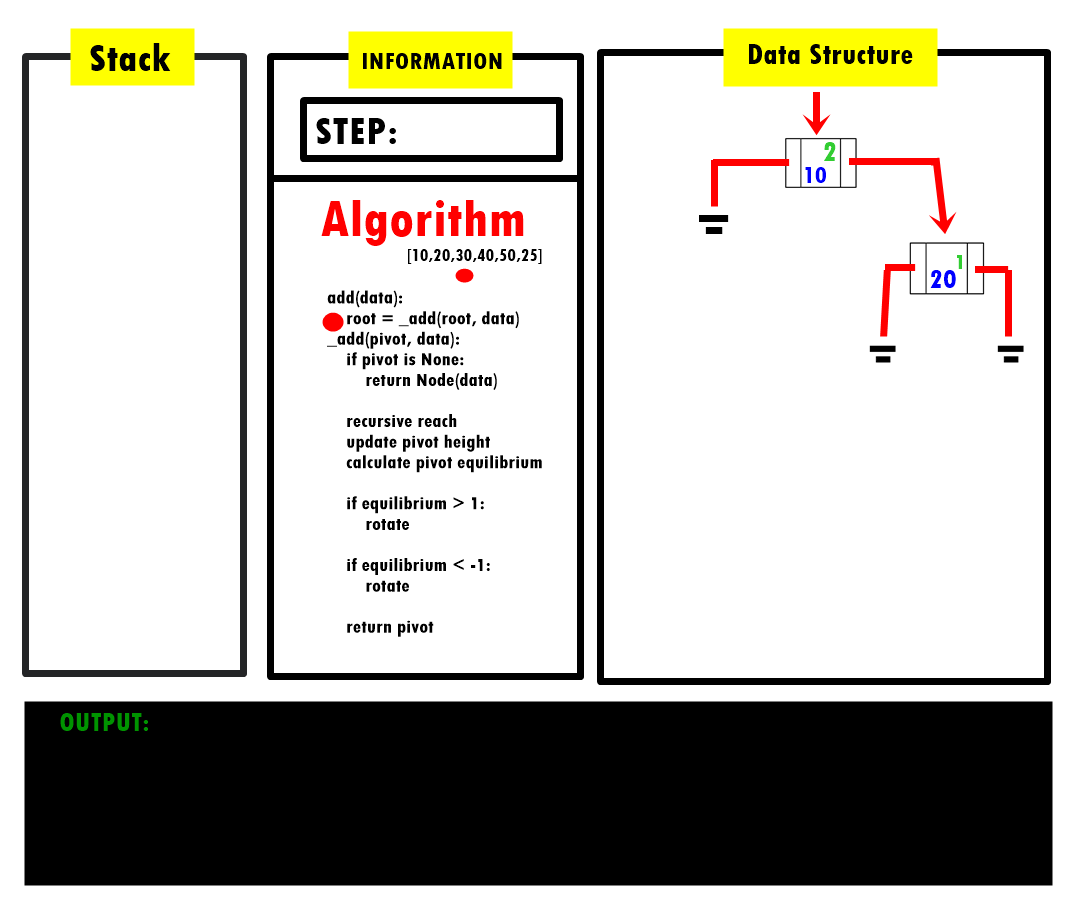 Stack
INFORMATION
STEP:
Algorithm
[10,20,30,40,50,25]
add(data):
root = _add(root, data)
_add(pivot, data):
if pivot is None:
return Node(data)
recursive reach
update pivot height
calculate pivot equilibrium
if equilibrium > 1:
rotate
if equilibrium < -1:
rotate
return pivot
Data Structure
2
10
1
20
OUTPUT: